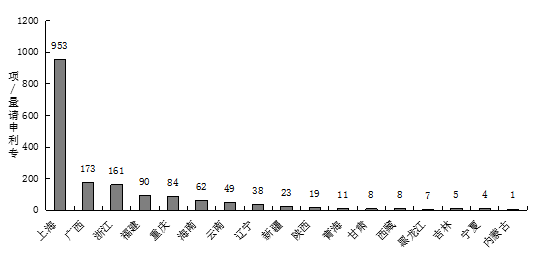 1200
1000
800
600
400
200
0
专利申请量/项
953
173
161
90
84
62
49
38
23
19
11
8
8
7
5
4
1
上海
广西
浙江
福建
重庆
海南
云南
辽宁
新疆
陕西
青海
甘肃
西藏
黑龙江
吉林
宁夏
内蒙古